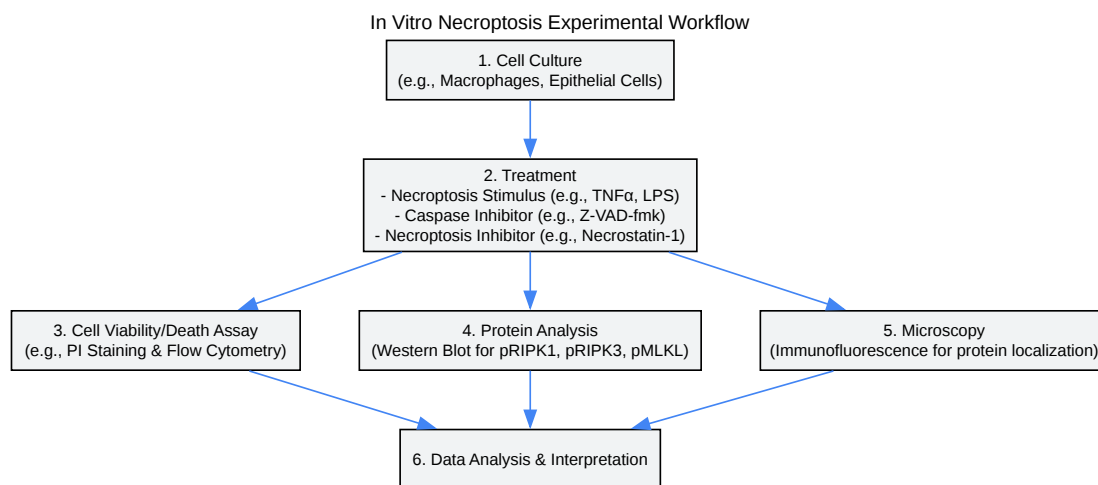 In Vitro Necroptosis Experimental Workflow
1. Cell Culture
(e.g., Macrophages, Epithelial Cells)
2. Treatment
- Necroptosis Stimulus (e.g., TNFα, LPS)
- Caspase Inhibitor (e.g., Z-VAD-fmk)
- Necroptosis Inhibitor (e.g., Necrostatin-1)
3. Cell Viability/Death Assay
(e.g., PI Staining & Flow Cytometry)
4. Protein Analysis
(Western Blot for pRIPK1, pRIPK3, pMLKL)
5. Microscopy
(Immunofluorescence for protein localization)
6. Data Analysis & Interpretation